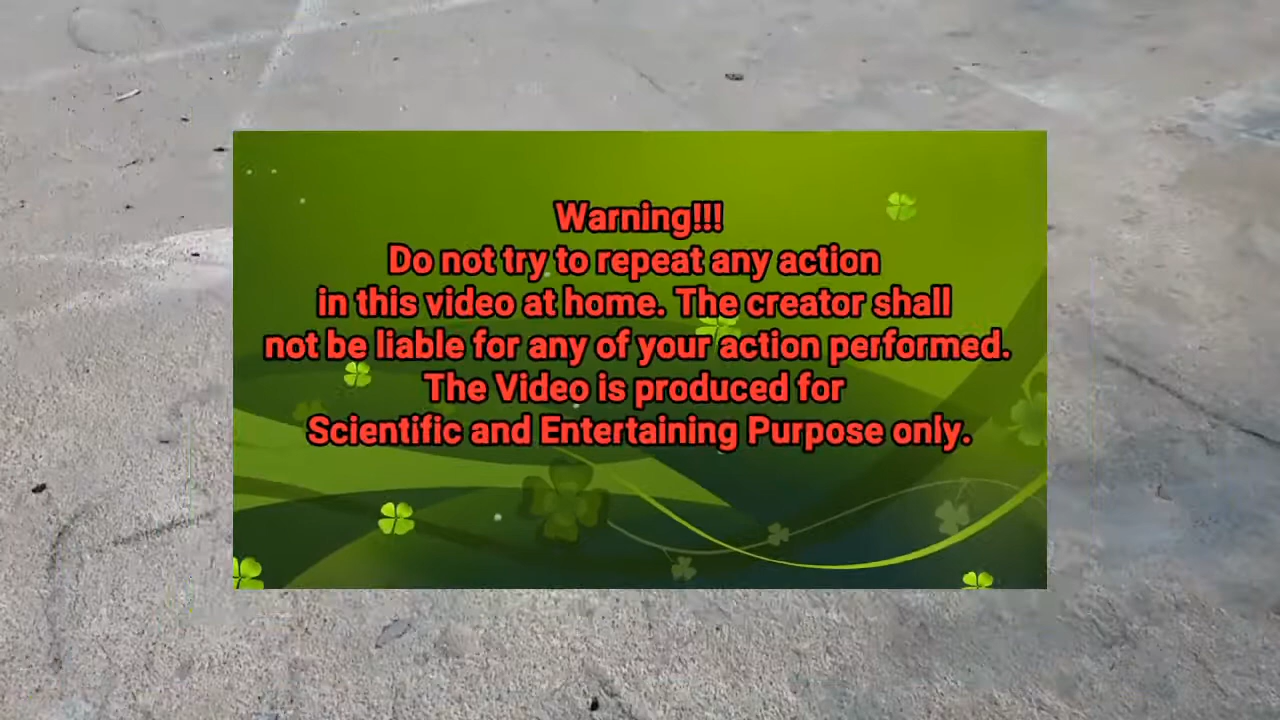 Warning!!!
Do not try to repeat any action
in this video at home. The creator shall
not be liable for any of your action performed.
The Video is produced for
Scientific and Entertaining Purpose only.